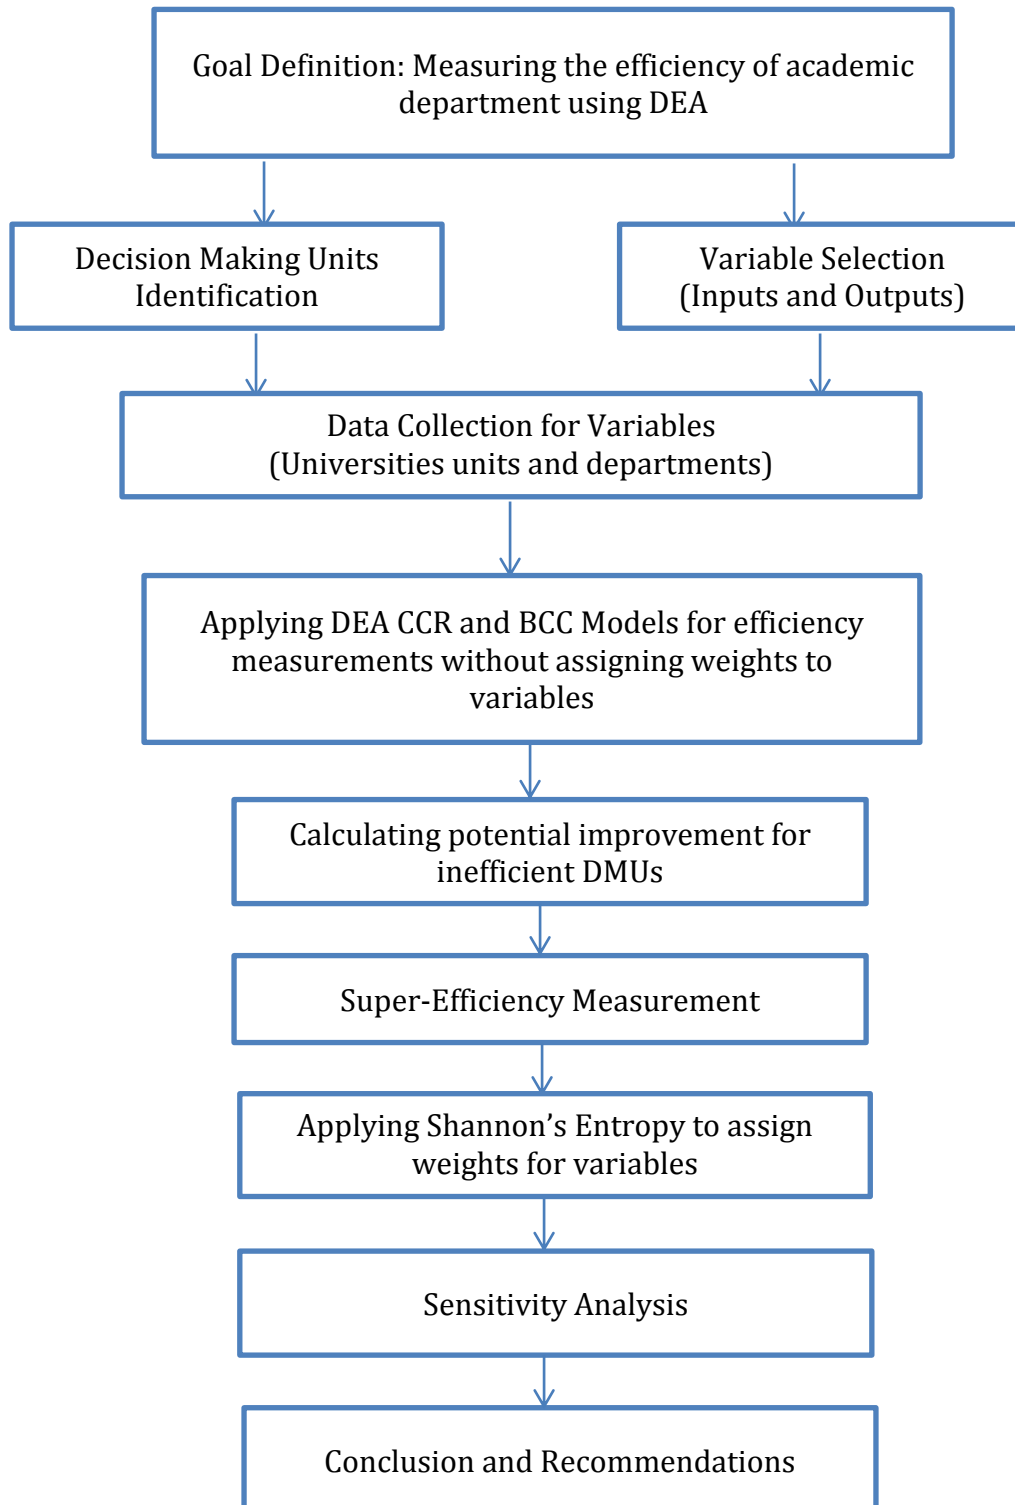 Goal Definition: Measuring the efficiency of academic
department using DEA
Decision Making Units
Identification
Variable Selection
(Inputs and Outputs)
Data Collection for Variables
(Universities units and departments)
Applying DEA CCR and BCC Models for efficiency
measurements without assigning weights to
variables
Calculating potential improvement for
inefficient DMUs
Super-Efficiency Measurement
Applying Shannon’s Entropy to assign
weights for variables
Sensitivity Analysis
Conclusion and Recommendations